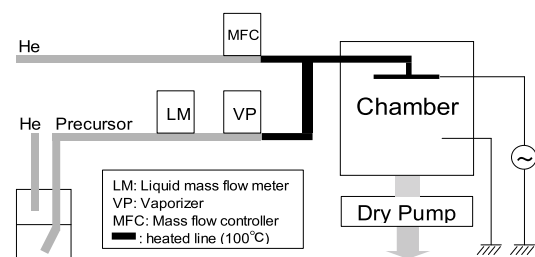 MFC
He
LM
VP
He
Precursor
Chamber
LM: Liquid mass flow meter
VP: Vaporizer
MFC: Mass flow controller
: heated line (100℃)
Dry Pump
~